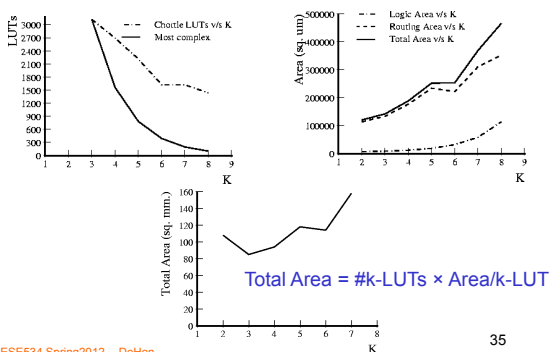 LUTs
3000
2700
2400
2100
1800
1500
1200
900
600
300
0
1 2 3 4 5 6 7 8 9
K
Chortle LUTs v/s K
Most complex
Area (sq. um)
500000
400000
300000
200000
100000
0
1 2 3 4 5 6 7 8 9
K
Logic Area v/s K
Routing Area v/s K
Total Area v/s K
Total Area (sq. mm.)
160
140
120
100
80
60
40
20
0
1 2 3 4 5 6 7 8
K
Total Area = #k-LUTs × Area/k-LUT
35